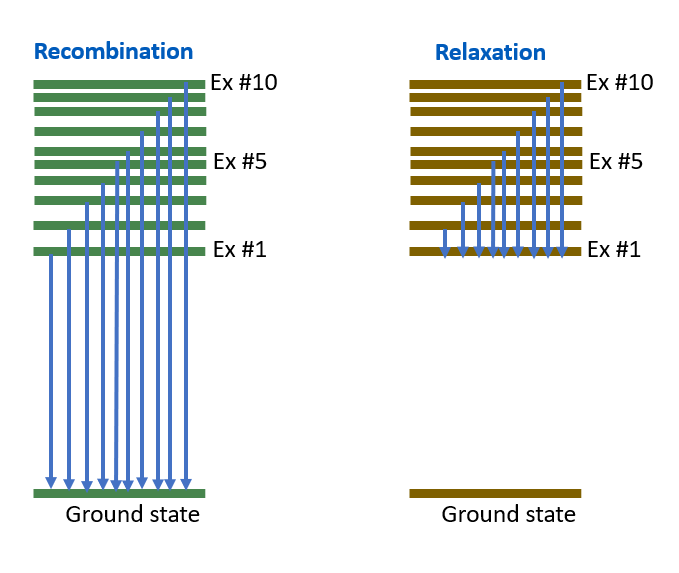 Recombination
Ex #10
Ex #5
Ex #1
Ground state
Relaxation
Ex #10
Ex #5
Ex #1
Ground state